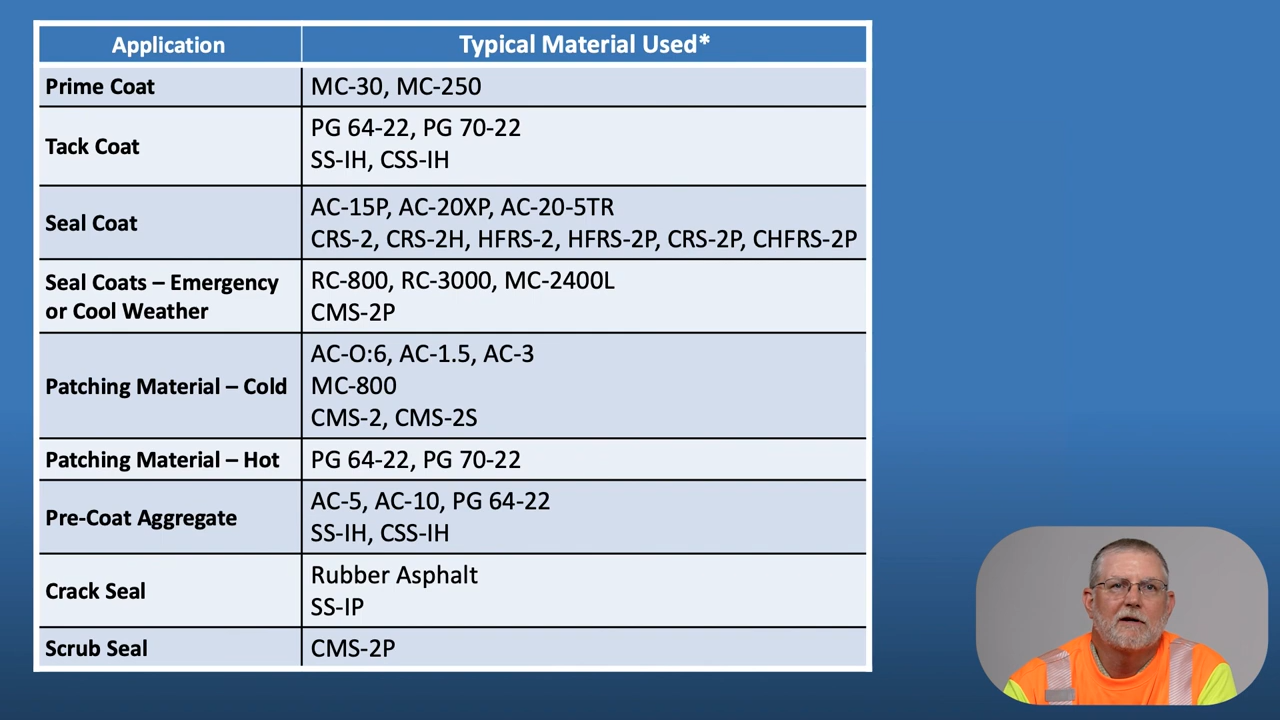 Application
Typical Material Used*
Prime Coat
MC-30, MC-250
Tack Coat
PG 64-22, PG 70-22
SS-IH, CSS-IH
Seal Coat
AC-15P, AC-20XP, AC-20-5TR
CRS-2, CRS-2H, HFRS-2, HFRS-2P, CRS-2P, CHFRS-2P
Seal Coats – Emergency
or Cool Weather
RC-800, RC-3000, MC-2400L
CMS-2P
Patching Material – Cold
AC-O:6, AC-1.5, AC-3
MC-800
CMS-2, CMS-2S
Patching Material – Hot
PG 64-22, PG 70-22
Pre-Coat Aggregate
AC-5, AC-10, PG 64-22
SS-IH, CSS-IH
Crack Seal
Rubber Asphalt
SS-IP
Scrub Seal
CMS-2P